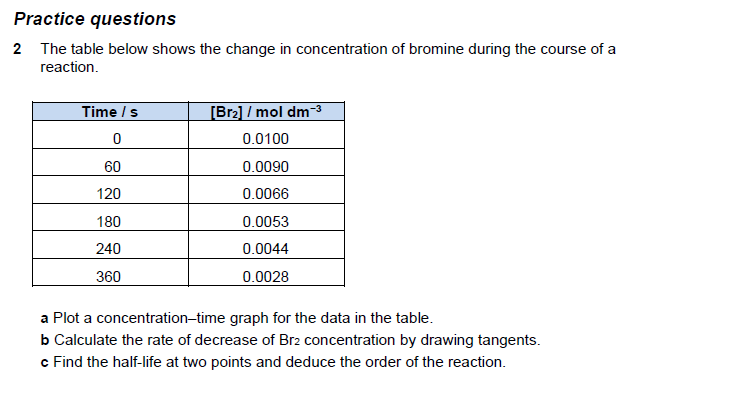 Practice questions
2 The table below shows the change in concentration of bromine during the course of a
reaction.
Time / s [Br₂] / mol dm⁻³
0 0.0100
60 0.0090
120 0.0066
180 0.0053
240 0.0044
360 0.0028
a Plot a concentration–time graph for the data in the table.
b Calculate the rate of decrease of Br₂ concentration by drawing tangents.
c Find the half-life at two points and deduce the order of the reaction.